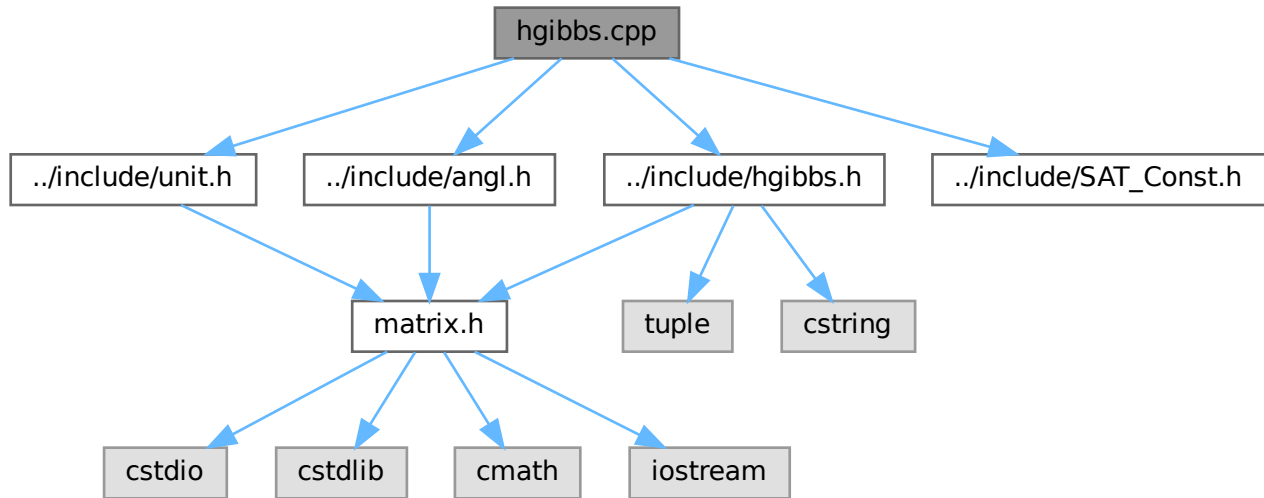 hgibbs.cpp
../include/unit.h
../include/angl.h
../include/hgibbs.h
../include/SAT_Const.h
matrix.h
tuple
cstring
cstdio
cstdlib
cmath
iostream